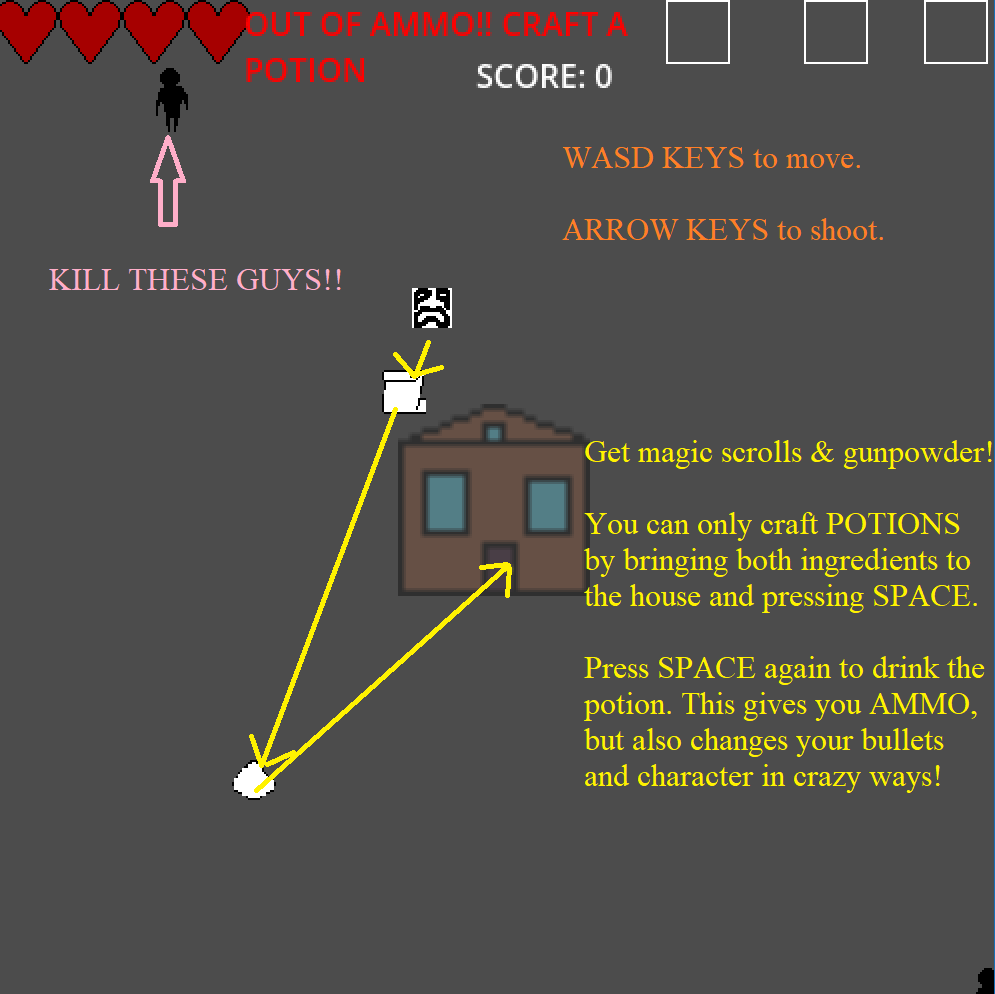 OUT OF AMMO!! CRAFT A
POTION
SCORE: 0
WASD KEYS to move.
ARROW KEYS to shoot.
KILL THESE GUYS!!
Get magic scrolls & gunpowder!
You can only craft POTIONS
by bringing both ingredients to
the house and pressing SPACE.
Press SPACE again to drink the
potion. This gives you AMMO,
but also changes your bullets
and character in crazy ways!